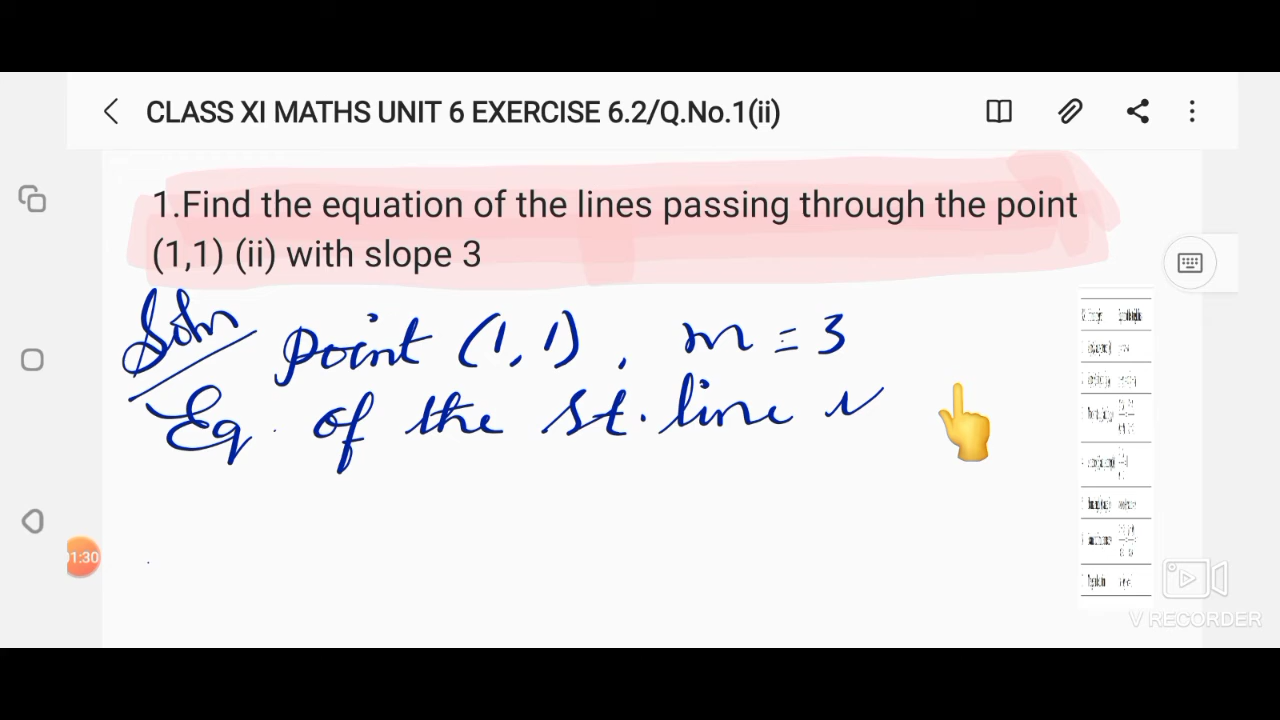 CLASS XI MATHS UNIT 6 EXERCISE 6.2/Q.No.1(ii)
1.Find the equation of the lines passing through the point
(1,1) (ii) with slope 3
Soln
point (1,1), m = 3
Eq. of the St. line
1:30
V RECORDER